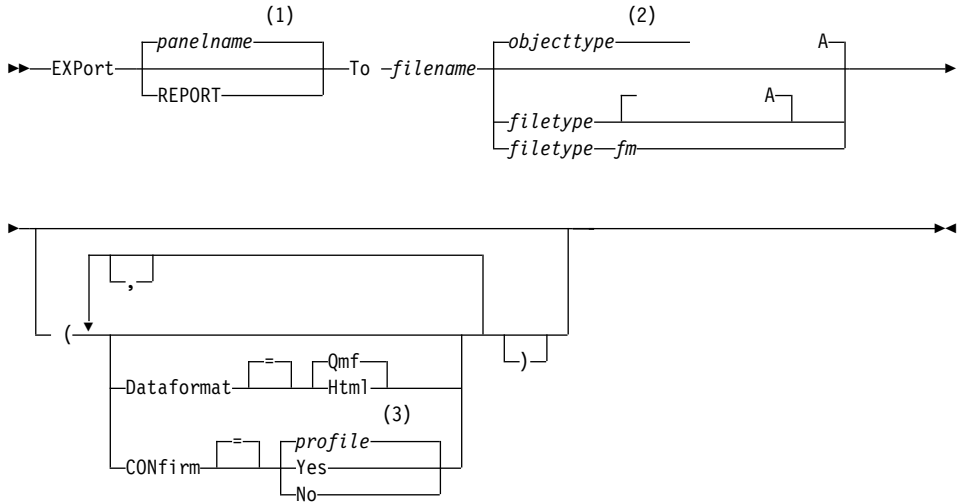 (1) (2)
panelname objecttype A
EXPort To filename
REPORT A
filetype
filetype fm
,
(
)
= Qmf
Dataformat Html
(3)
= profile
CONfirm Yes
No